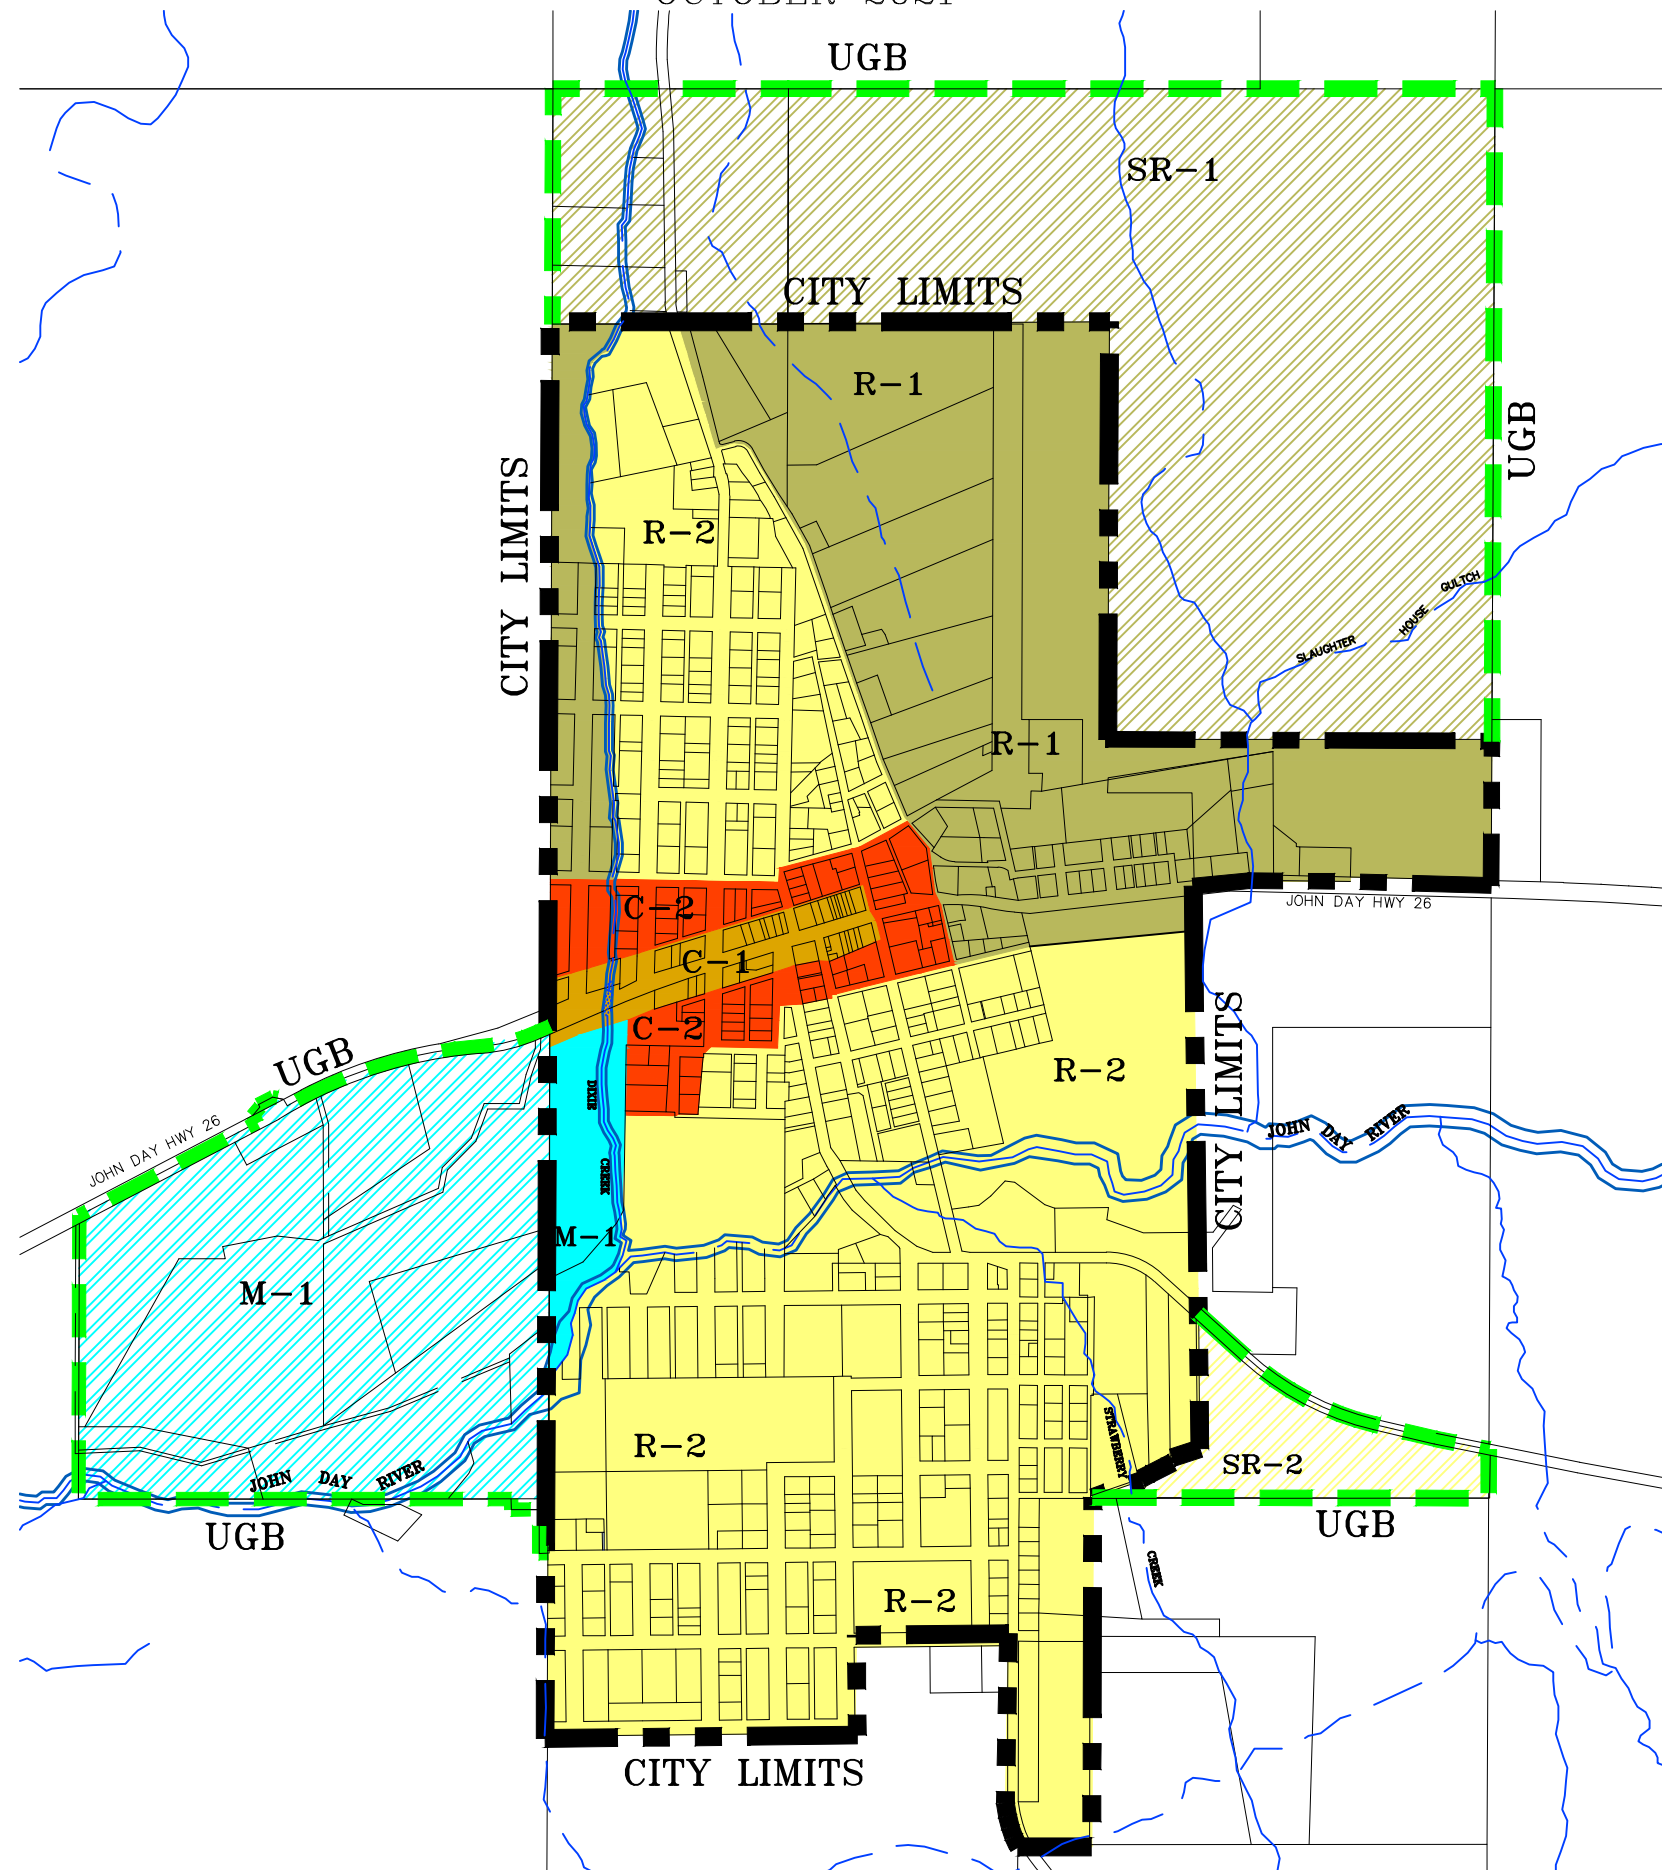 OCTOBER 2021
UGB
SR-1
CITY LIMITS
R-1
UGB
CITY LIMITS
R-2
GULTCH
HOUSE
SLAUGHTER
R-1
C-2
JOHN DAY HWY 26
C-1
C-2
UGB
CITY LIMITS
R-2
DIXIE
CREEK
JOHN DAY HWY 26
JOHN DAY RIVER
M-1
M-1
R-2
STRAWBERRY
SR-2
JOHN DAY RIVER
UGB
UGB
CREEK
R-2
CITY LIMITS